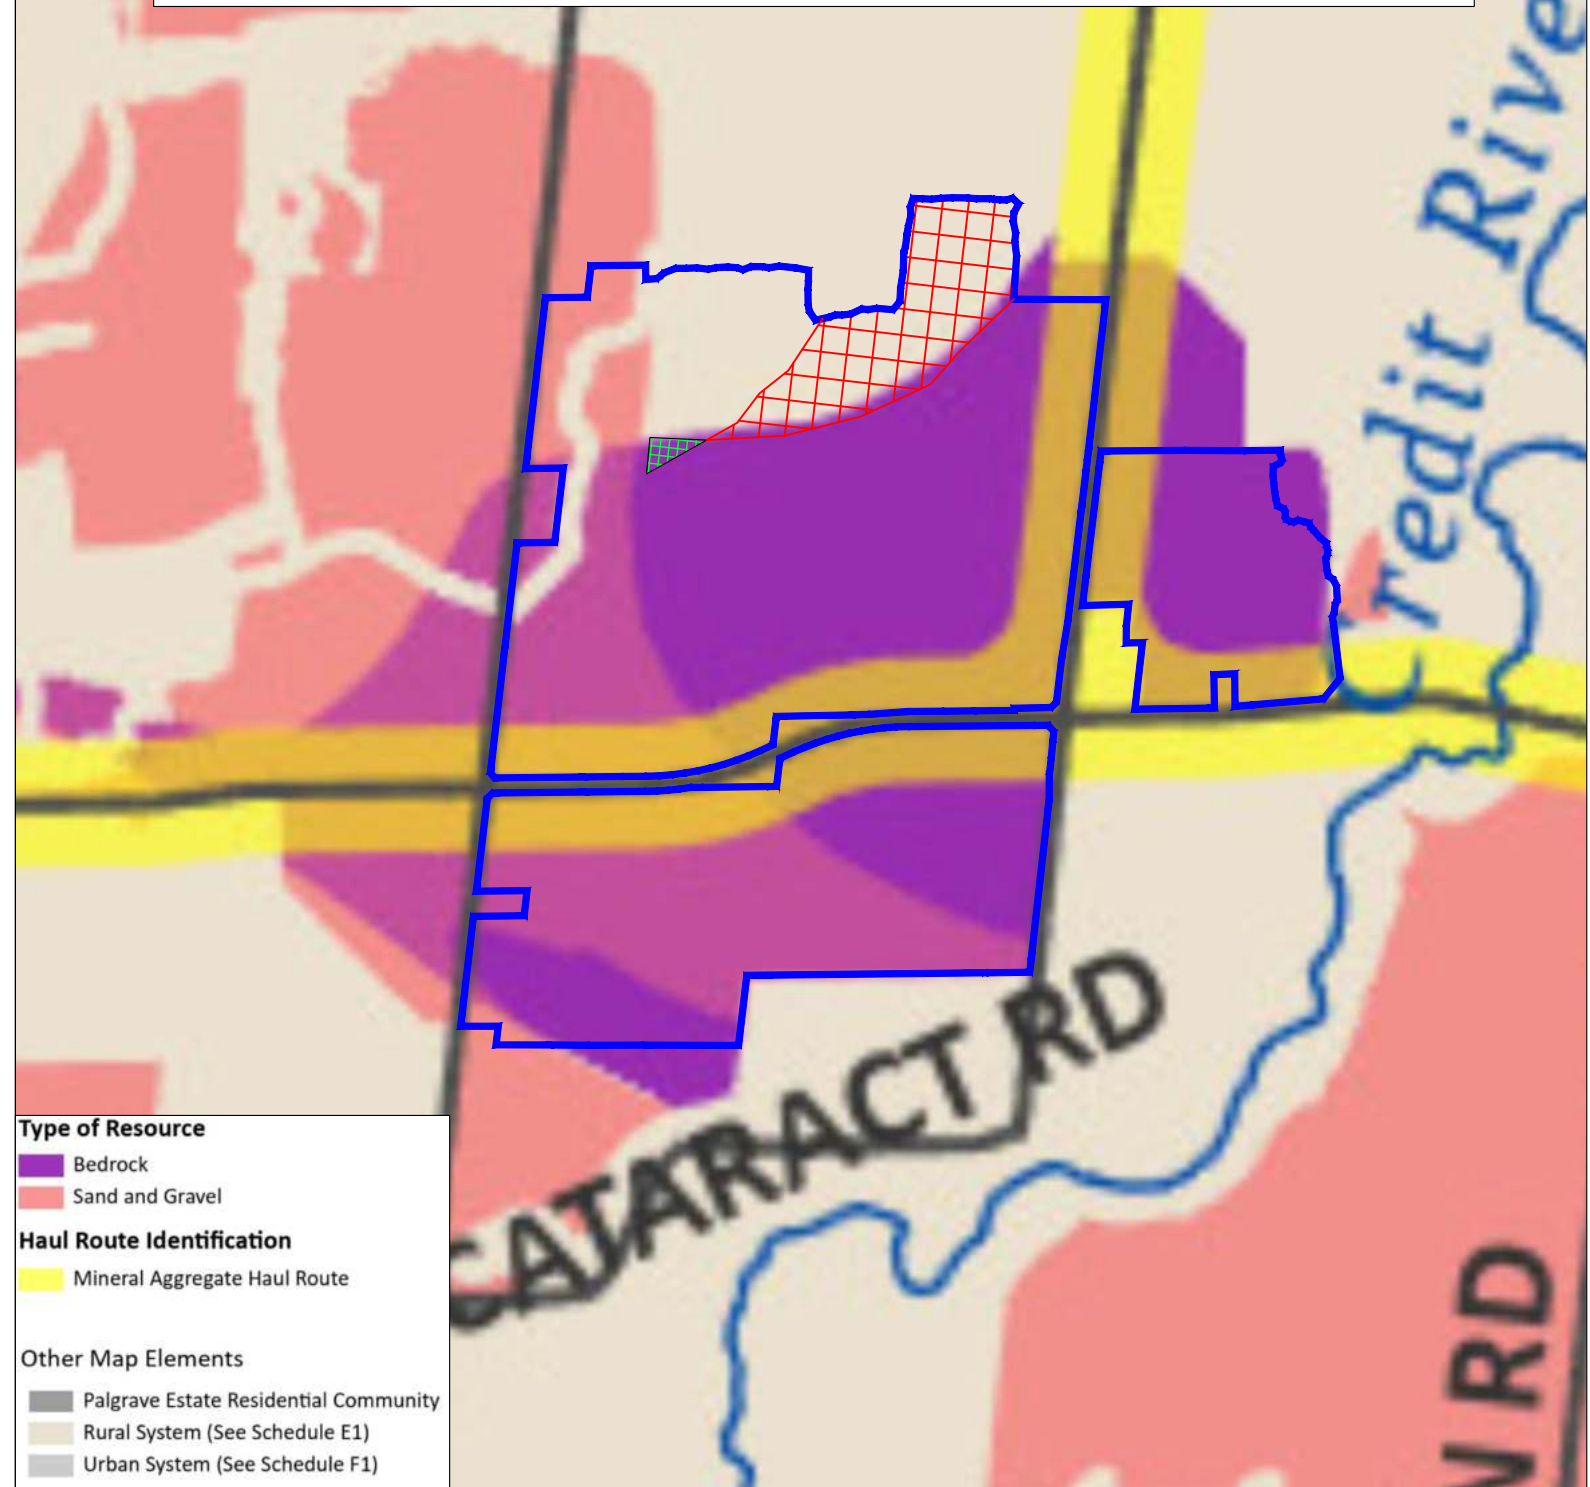 Credit Rive
CATARACT RD
N RD
Type of Resource
Bedrock
Sand and Gravel
Haul Route Identification
Mineral Aggregate Haul Route
Other Map Elements
Palgrave Estate Residential Community
Rural System (See Schedule E1)
Urban System (See Schedule F1)